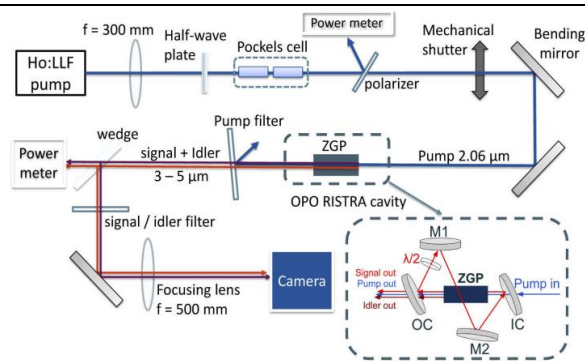 f = 300 mm
Half-wave
plate
Pockels cell
Power meter
Mechanical
shutter
Bending
mirror
Ho:LLF
pump
polarizer
wedge
Pump filter
ZGP
Power
meter
signal + Idler
3 – 5 µm
Pump 2.06 µm
OPO RISTRA cavity
signal / idler filter
M1
λ/2
ZGP
Signal out
Pump out
Idler out
Pump in
OC
IC
M2
Camera
Focusing lens
f = 500 mm